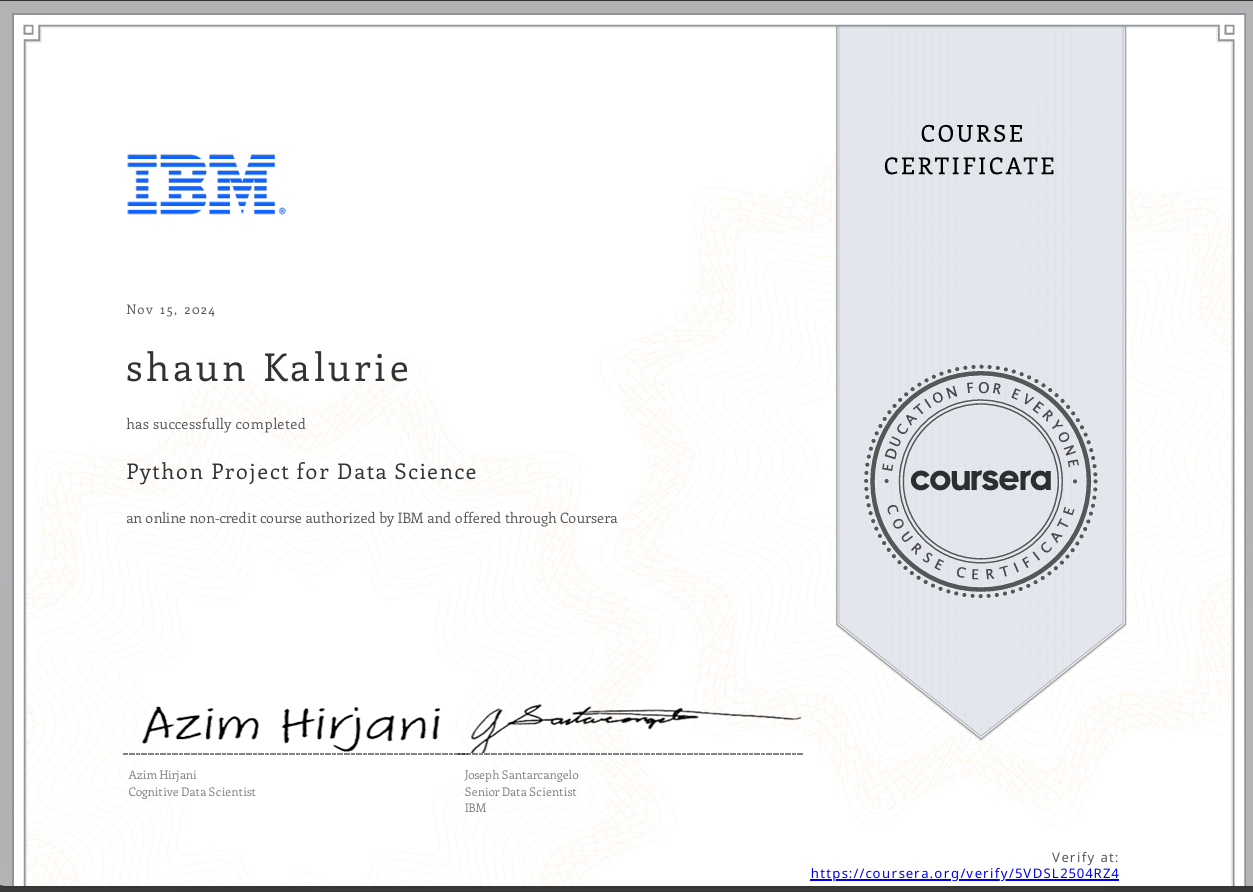 COURSE
CERTIFICATE
IBM®
Nov 15, 2024
shaun Kalurie
has successfully completed
Python Project for Data Science
an online non-credit course authorized by IBM and offered through Coursera
• EDUCATION FOR EVERYONE •
coursera
COURSE CERTIFICATE
Azim Hirjani
J Santarcangelo
Azim Hirjani
Cognitive Data Scientist
Joseph Santarcangelo
Senior Data Scientist
IBM
Verify at:
https://coursera.org/verify/5VDSL2504RZ4